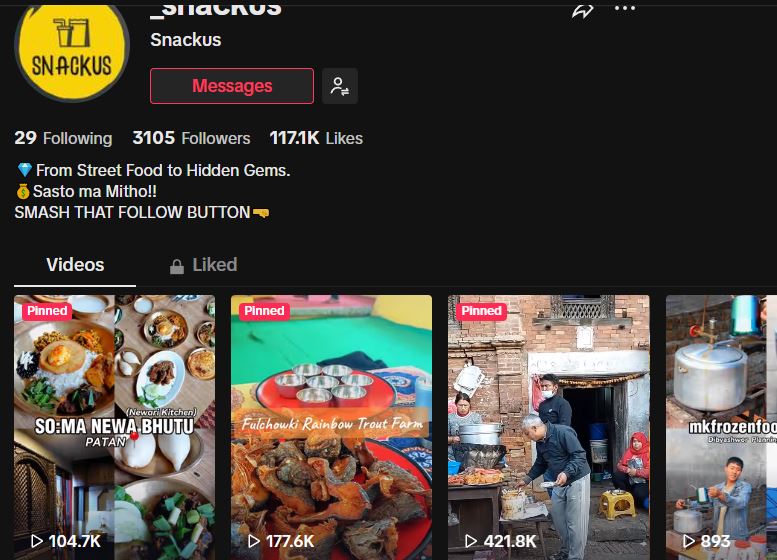 _snackus
SNACKUS
Snackus
Messages
29 Following 3105 Followers 117.1K Likes
💎From Street Food to Hidden Gems.
💰Sasto ma Mitho!!
SMASH THAT FOLLOW BUTTON🤜
Videos
Liked
Pinned
(Newari Kitchen)
SO:MA NEWA BHUTU
PATAN📍
104.7K
Pinned
Fulchowki Rainbow Trout Farm
177.6K
Pinned
421.8K
mkfrozenfoo
Dibyashwor Planning
893